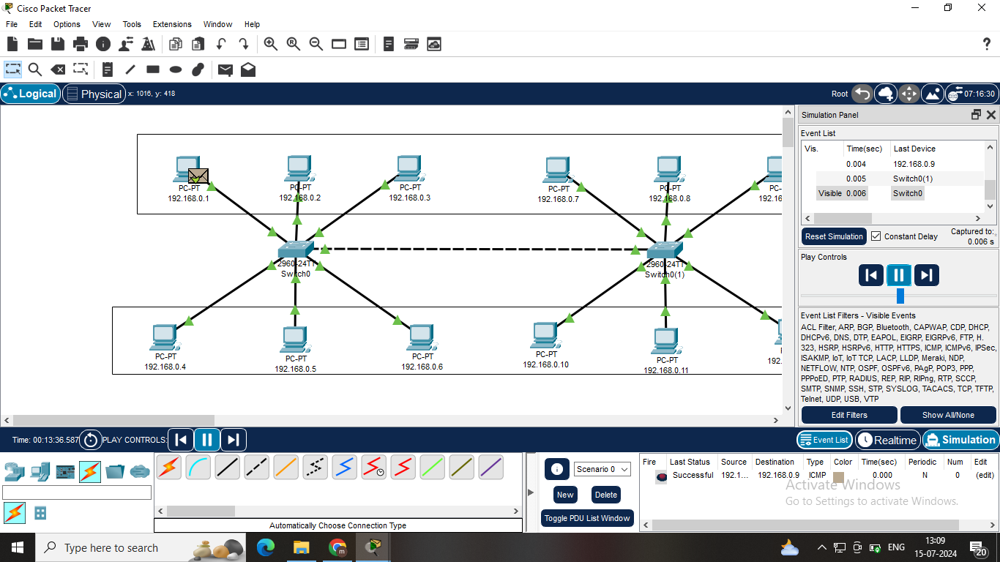 Cisco Packet Tracer
File Edit Options View Tools Extensions Window Help
?
Logical Physical x: 1016, y: 418 Root 07:16:30
PC-PT
192.168.0.1
PC-PT
192.168.0.2
PC-PT
192.168.0.3
PC-PT
192.168.0.7
PC-PT
192.168.0.8
PC-
192.16
2960-24TT
Switch0
2960-24TT
Switch0(1)
PC-PT
192.168.0.4
PC-PT
192.168.0.5
PC-PT
192.168.0.6
PC-PT
192.168.0.10
PC-PT
192.168.0.11
P
192.
Simulation Panel
Event List
Vis. Time(sec) Last Device
0.004 192.168.0.9
0.005 Switch0(1)
Visible 0.006 Switch0
Reset Simulation Constant Delay Captured to:
0.006 s
Play Controls
Event List Filters - Visible Events
ACL Filter, ARP, BGP, Bluetooth, CAPWAP, CDP, DHCP,
DHCPv6, DNS, DTP, EAPOL, EIGRP, EIGRPv6, FTP, H.
323, HSRP, HSRPv6, HTTP, HTTPS, ICMP, ICMPv6, IPSec,
ISAKMP, IoT, IoT TCP, LACP, LLDP, Meraki, NDP,
NETFLOW, NTP, OSPF, OSPFv6, PAgP, POP3, PPP,
PPPoED, PTP, RADIUS, REP, RIP, RIPng, RTP, SCCP,
SMTP, SNMP, SSH, STP, SYSLOG, TACACS, TCP, TFTP,
Telnet, UDP, USB, VTP
Edit Filters Show All/None
Time: 00:13:36.587 PLAY CONTROLS: Event List Realtime Simulation
Automatically Choose Connection Type
Scenario 0
New Delete
Toggle PDU List Window
Fire Last Status Source Destination Type Color Time(sec) Periodic Num Edit
Successful 192.1... 192.168.0.9 ICMP 0.000 N 0 (edit)
Activate Windows
Go to Settings to activate Windows.
Type here to search
m
ENG
13:09
15-07-2024
20